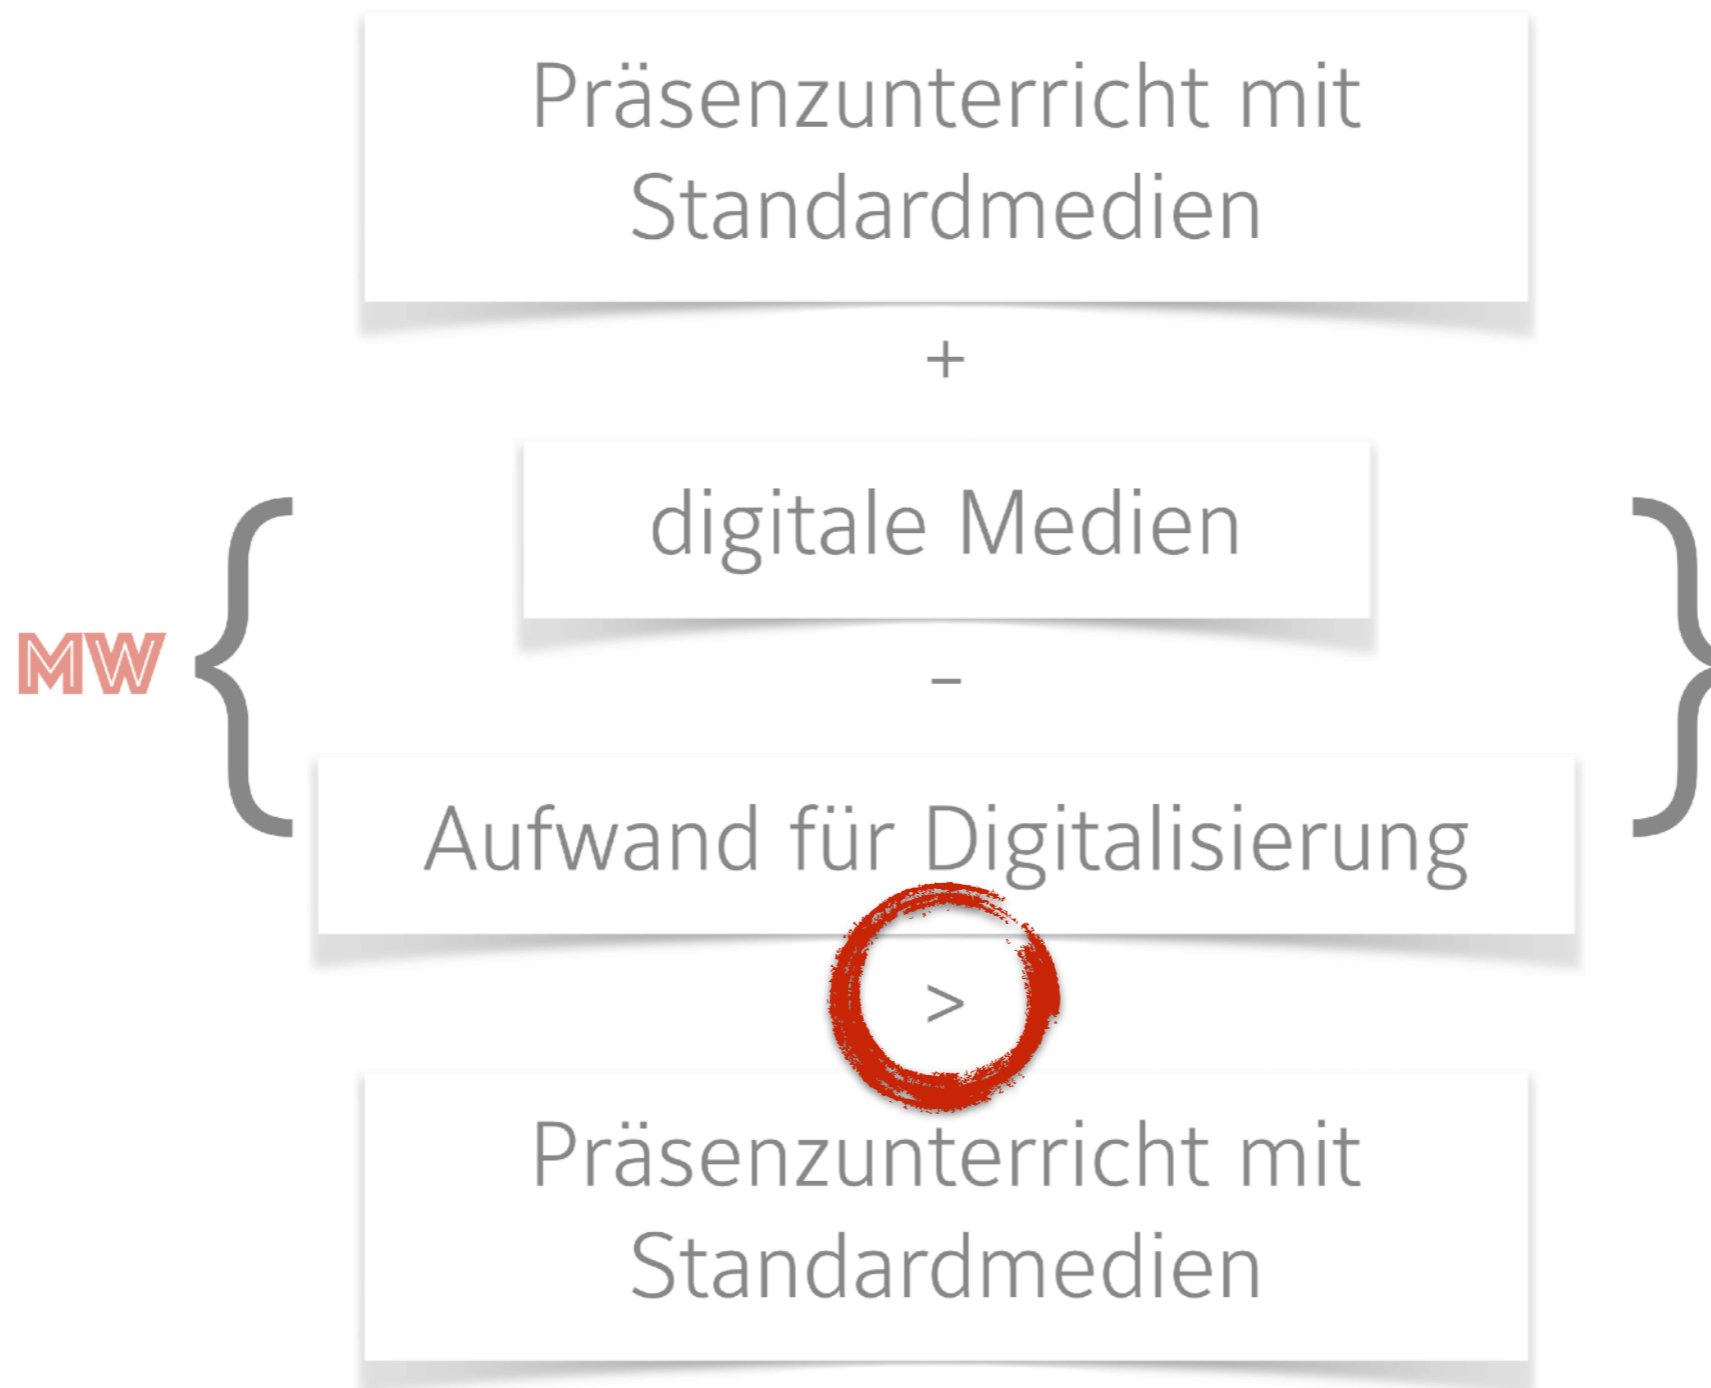 Präsenzunterricht mit
Standardmedien
+
digitale Medien
MW {
}
–
Aufwand für Digitalisierung
>
Präsenzunterricht mit
Standardmedien